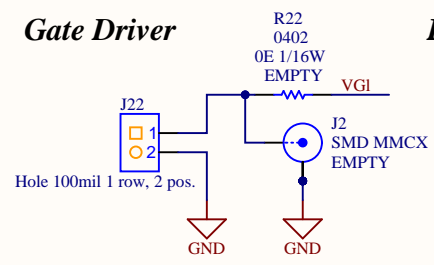 Gate Driver
R22
0402
0E 1/16W
EMPTY
VGl
J22
1
2
J2
SMD MMCX
EMPTY
Hole 100mil 1 row, 2 pos.
GND
GND